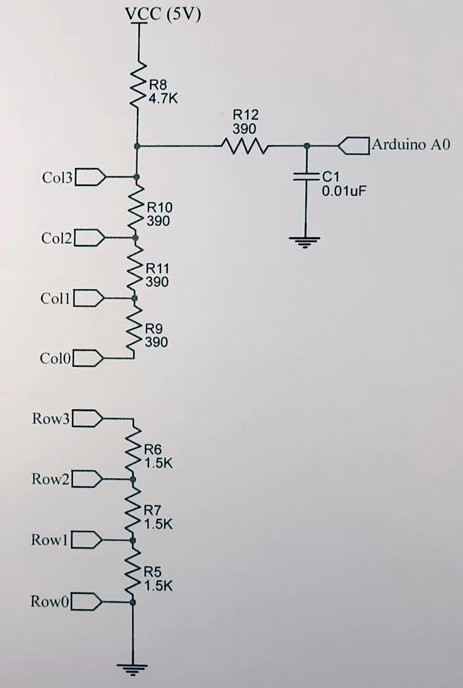 VCC (5V)
R8
4.7K
R12
390
Arduino A0
C1
0.01uF
Col3
R10
390
Col2
R11
390
Col1
R9
390
Col0
Row3
R6
1.5K
Row2
R7
1.5K
Row1
R5
1.5K
Row0